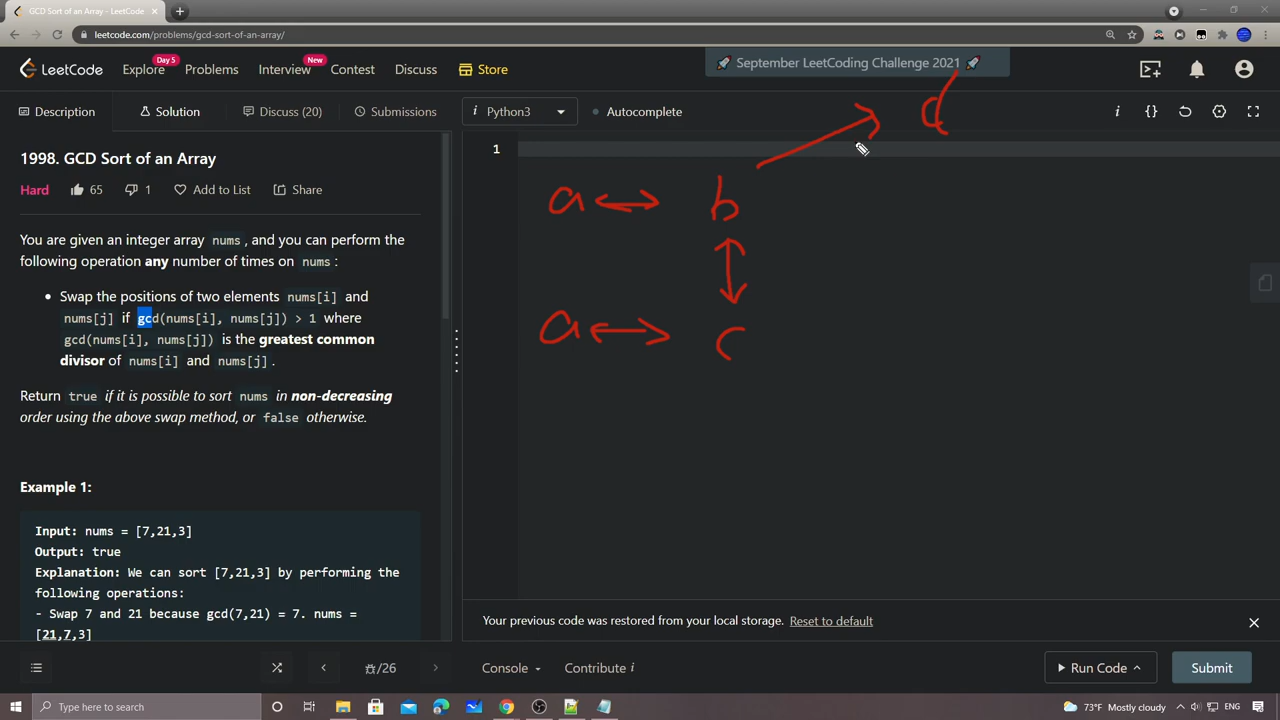 GCD Sort of an Array - LeetCode
leetcode.com/problems/gcd-sort-of-an-array/
LeetCode
Explore
Day 5
Problems
Interview
New
Contest
Discuss
Store
🚀 September LeetCoding Challenge 2021 🚀
Description
Solution
Discuss (20)
Submissions
i Python3
Autocomplete
1998. GCD Sort of an Array
Hard
65
1
Add to List
Share
You are given an integer array nums, and you can perform the
following operation any number of times on nums:
• Swap the positions of two elements nums[i] and
nums[j] if gcd(nums[i], nums[j]) > 1 where
gcd(nums[i], nums[j]) is the greatest common
divisor of nums[i] and nums[j].
Return true if it is possible to sort nums in non-decreasing
order using the above swap method, or false otherwise.
Example 1:
Input: nums = [7,21,3]
Output: true
Explanation: We can sort [7,21,3] by performing the
following operations:
- Swap 7 and 21 because gcd(7,21) = 7. nums =
[21,7,3]
1
d
a ↔ b
a ↔ c
Your previous code was restored from your local storage. Reset to default
/26
Console
Contribute i
Run Code
Submit
Type here to search
73°F Mostly cloudy
ENG